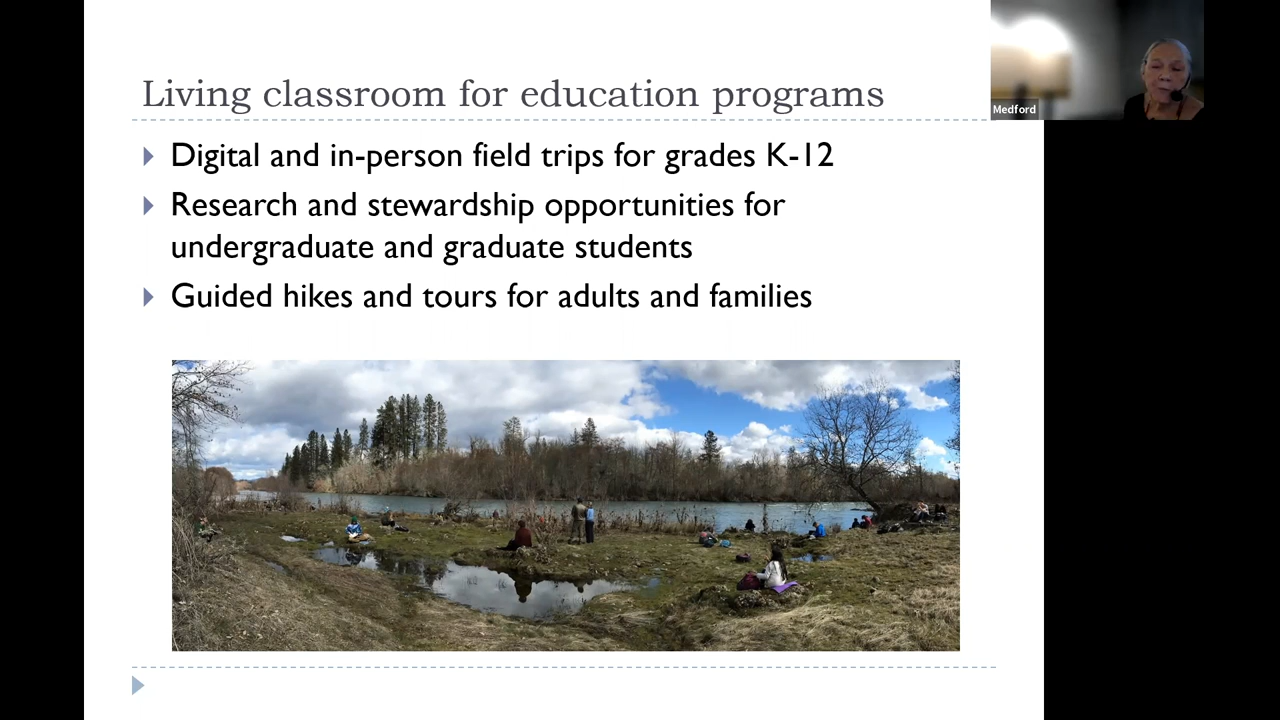 Living classroom for education programs
Digital and in-person field trips for grades K-12
Research and stewardship opportunities for
undergraduate and graduate students
Guided hikes and tours for adults and families
Medford